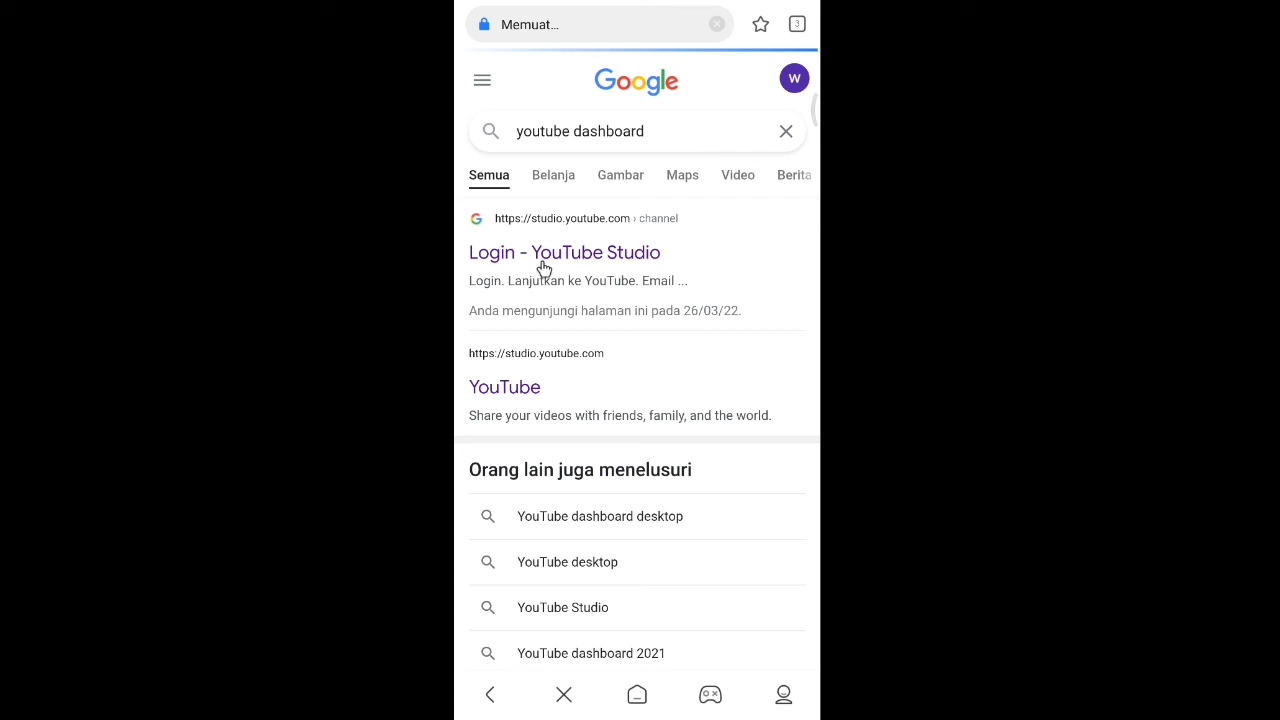 Memuat...
3
Google
W
youtube dashboard
Semua Belanja Gambar Maps Video Berita
https://studio.youtube.com › channel
Login - YouTube Studio
Login. Lanjutkan ke YouTube. Email ...
Anda mengunjungi halaman ini pada 26/03/22.
https://studio.youtube.com
YouTube
Share your videos with friends, family, and the world.
Orang lain juga menelusuri
YouTube dashboard desktop
YouTube desktop
YouTube Studio
YouTube dashboard 2021